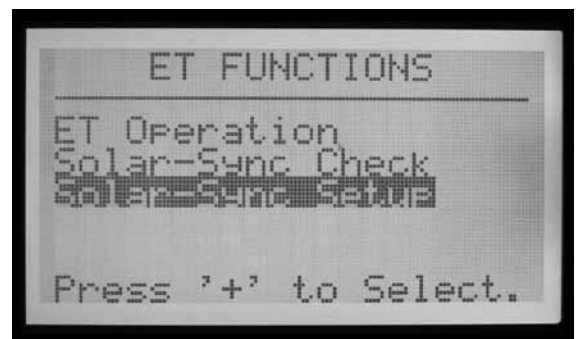 ET FUNCTIONS
ET Operation
Solar-Sync Check
Solar-Sync Setup
Press '+' to Select.